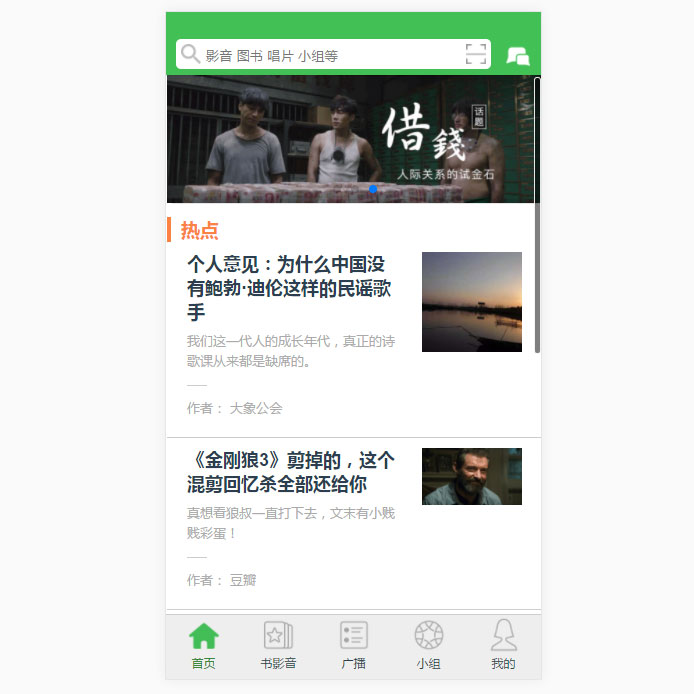 影音 图书 唱片 小组等
借錢
话题
人际关系的试金石
热点
个人意见：为什么中国没
有鲍勃·迪伦这样的民谣歌
手
我们这一代人的成长年代，真正的诗
歌课从来都是缺席的。
作者： 大象公会
《金刚狼3》剪掉的，这个
混剪回忆杀全部还给你
真想看狼叔一直打下去，文末有小贱
贱彩蛋！
作者： 豆瓣
首页 书影音 广播 小组 我的